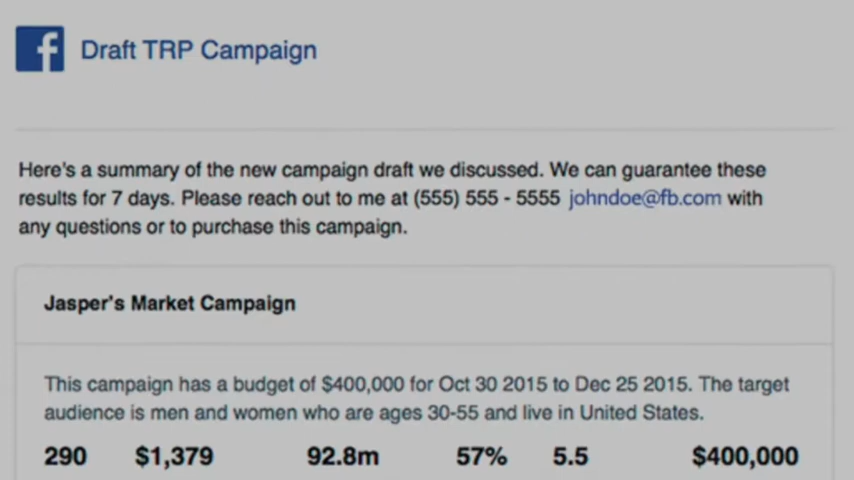 Draft TRP Campaign
Here's a summary of the new campaign draft we discussed. We can guarantee these
results for 7 days. Please reach out to me at (555) 555 - 5555 johndoe@fb.com with
any questions or to purchase this campaign.
Jasper's Market Campaign
This campaign has a budget of $400,000 for Oct 30 2015 to Dec 25 2015. The target
audience is men and women who are ages 30-55 and live in United States.
290 $1,379 92.8m 57% 5.5 $400,000